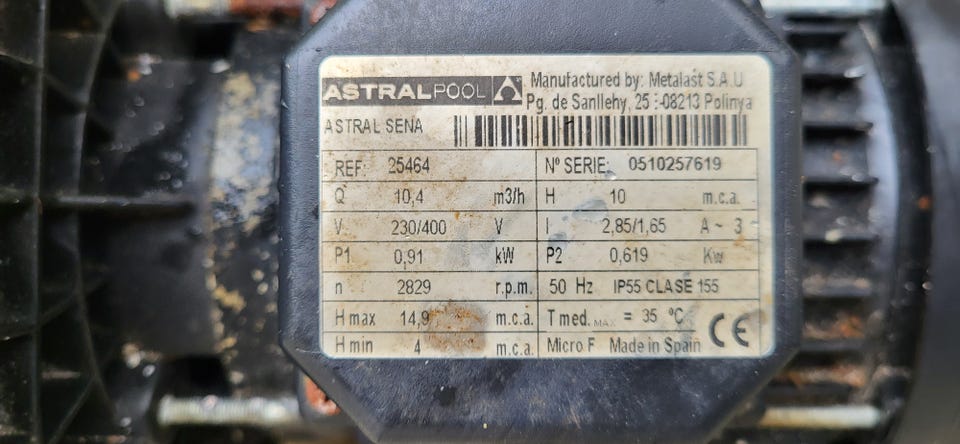 ASTRALPOOL Manufactured by: Metalast S.A.U
Pg. de Sanllehy, 25 E-08213 Polinya
ASTRAL SENA
REF: 25464 Nº SERIE: 0510257619
Q 10,4 m3/h H 10 m.c.a.
V. 230/400 V I 2,85/1,65 A ~ 3
P1 0,91 kW P2 0,619 Kw
n 2829 r.p.m. 50 Hz IP55 CLASE 155
H max 14,9 m.c.a. T med. MAX = 35 ºC CE
H min 4 m.c.a. Micro F Made in Spain